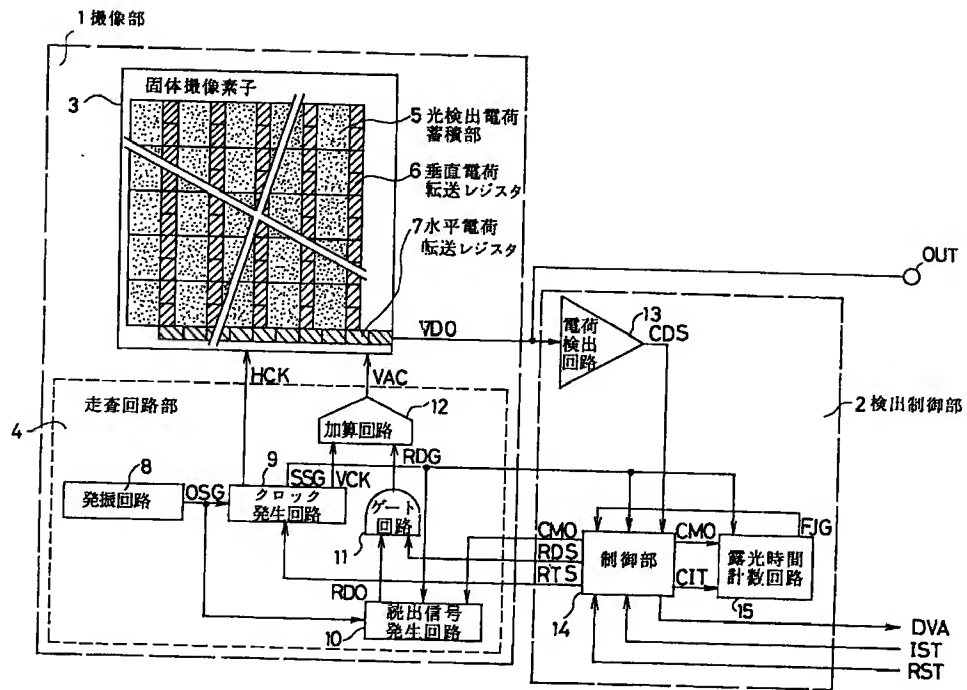 1 撮像部
3
固体撮像素子
5 光検出電荷
蓄積部
6 垂直電荷
転送レジスタ
7 水平電荷
転送レジスタ
OUT
VDO
13
電荷
検出
回路
CDS
HCK
VAC
走査回路部
4
12
加算回路
2 検出制御部
RDG
8
発振回路
OSG
9
SSG
VCK
クロック
発生回路
ゲート
回路
11
CMO
RDS
RTS
制御部
14
CMO
CIT
FJG
露光時間
計数回路
15
RDO
読出信号
発生回路
10
DVA
IST
RST